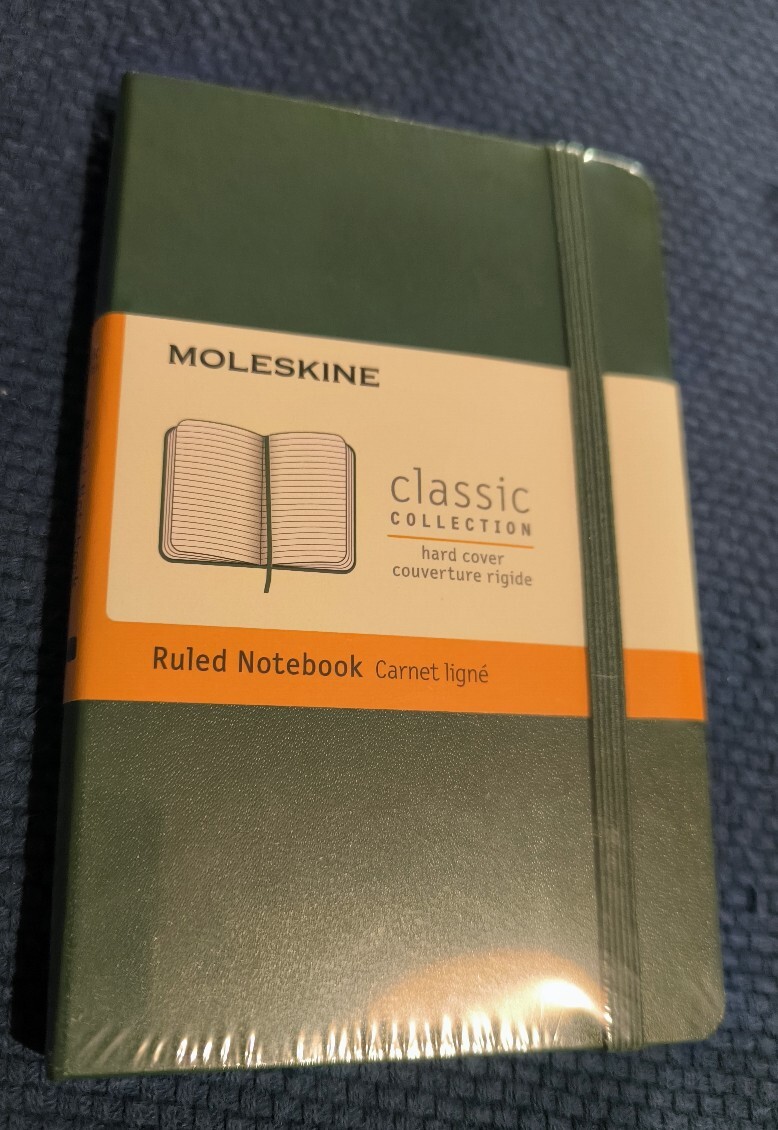 MOLESKINE
classic
COLLECTION
hard cover
couverture rigide
Ruled Notebook Carnet ligné